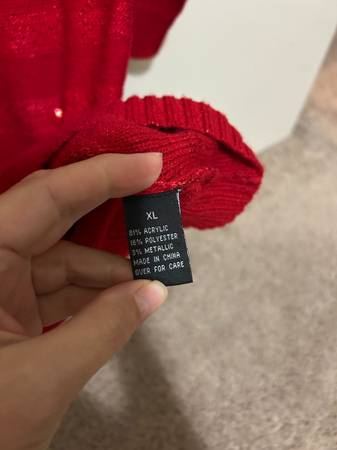 XL
81% ACRYLIC
16% POLYESTER
3% METALLIC
MADE IN CHINA
OVER FOR CARE